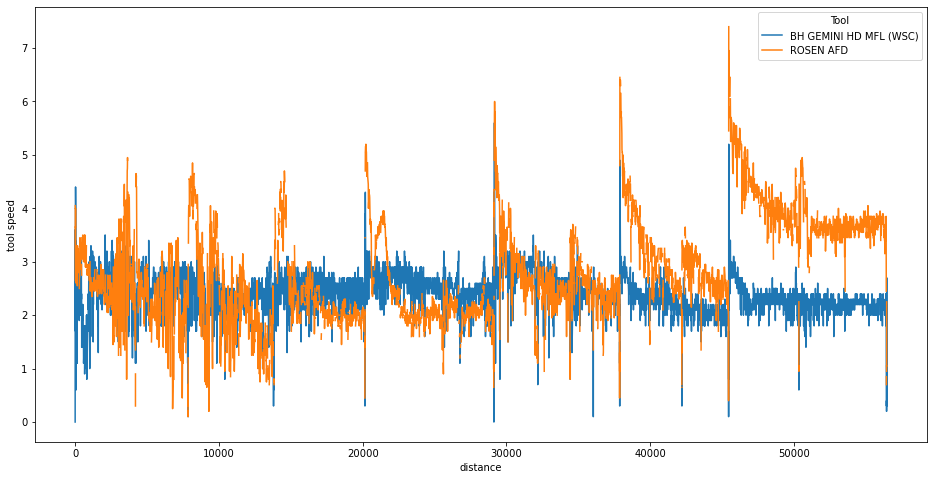 Tool
BH GEMINI HD MFL (WSC)
ROSEN AFD
7
6
5
4
3
2
1
0
tool speed
0 10000 20000 30000 40000 50000
distance